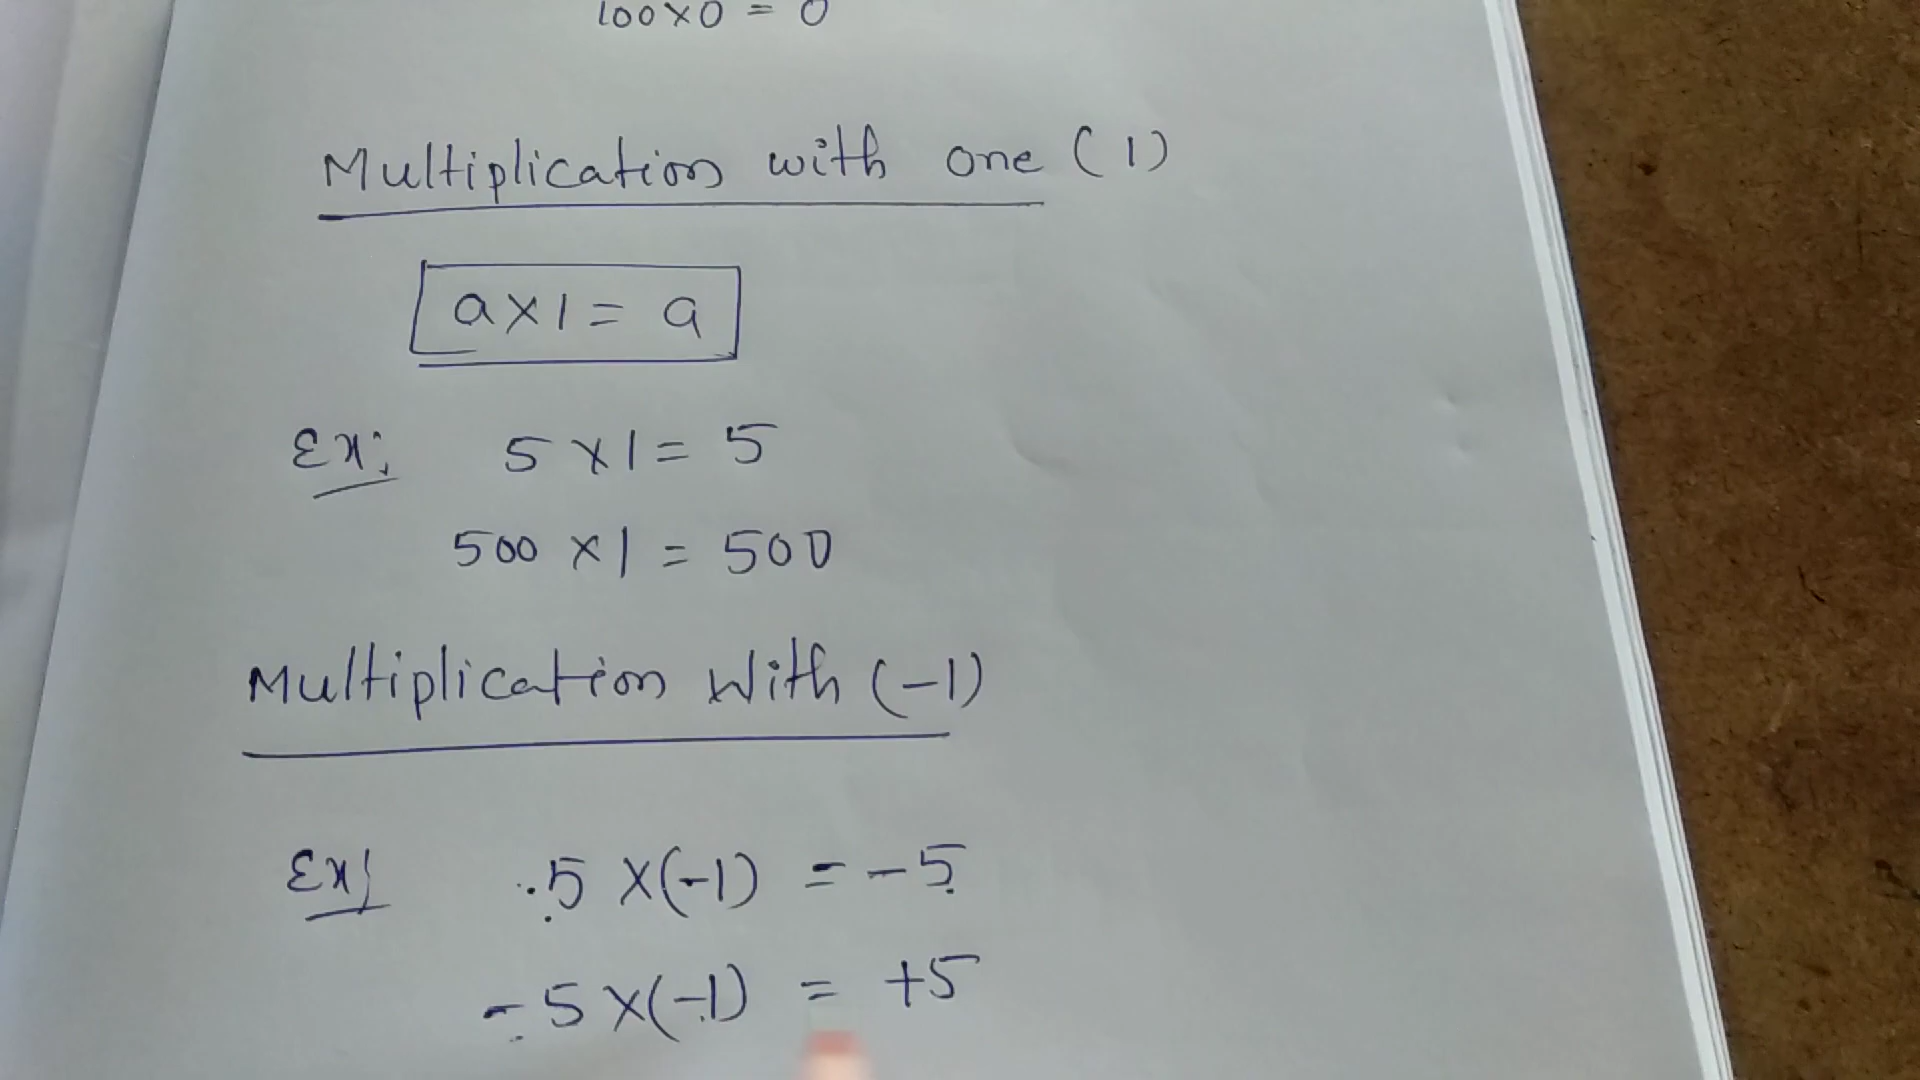 100×0 = 0
Multiplication with one (1)
a×1 = a
Ex: 5×1 = 5
500×1 = 500
Multiplication with (-1)
Ex: 5×(-1) = -5
-5×(-1) = +5